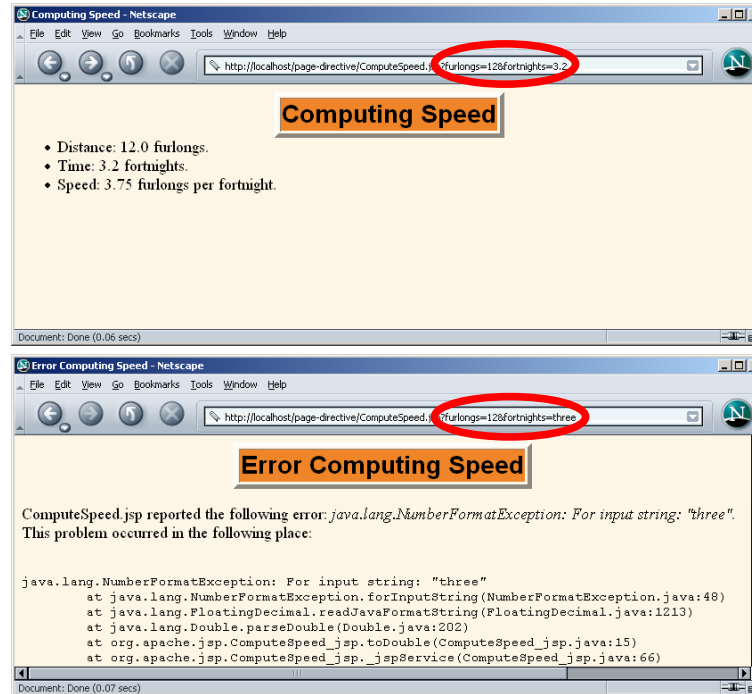 Computing Speed - Netscape
File Edit View Go Bookmarks Tools Window Help
http://localhost/page-directive/ComputeSpeed.j ?furlongs=12&fortnights=3.2
N
Computing Speed
• Distance: 12.0 furlongs.
• Time: 3.2 fortnights.
• Speed: 3.75 furlongs per fortnight.
Document: Done (0.06 secs)
Error Computing Speed - Netscape
File Edit View Go Bookmarks Tools Window Help
http://localhost/page-directive/ComputeSpeed.j ?furlongs=12&fortnights=three
N
Error Computing Speed
ComputeSpeed.jsp reported the following error: java.lang.NumberFormatException: For input string: "three".
This problem occurred in the following place:
java.lang.NumberFormatException: For input string: "three"
at java.lang.NumberFormatException.forInputString(NumberFormatException.java:48)
at java.lang.FloatingDecimal.readJavaFormatString(FloatingDecimal.java:1213)
at java.lang.Double.parseDouble(Double.java:202)
at org.apache.jsp.ComputeSpeed_jsp.toDouble(ComputeSpeed_jsp.java:15)
at org.apache.jsp.ComputeSpeed_jsp._jspService(ComputeSpeed_jsp.java:66)
Document: Done (0.07 secs)